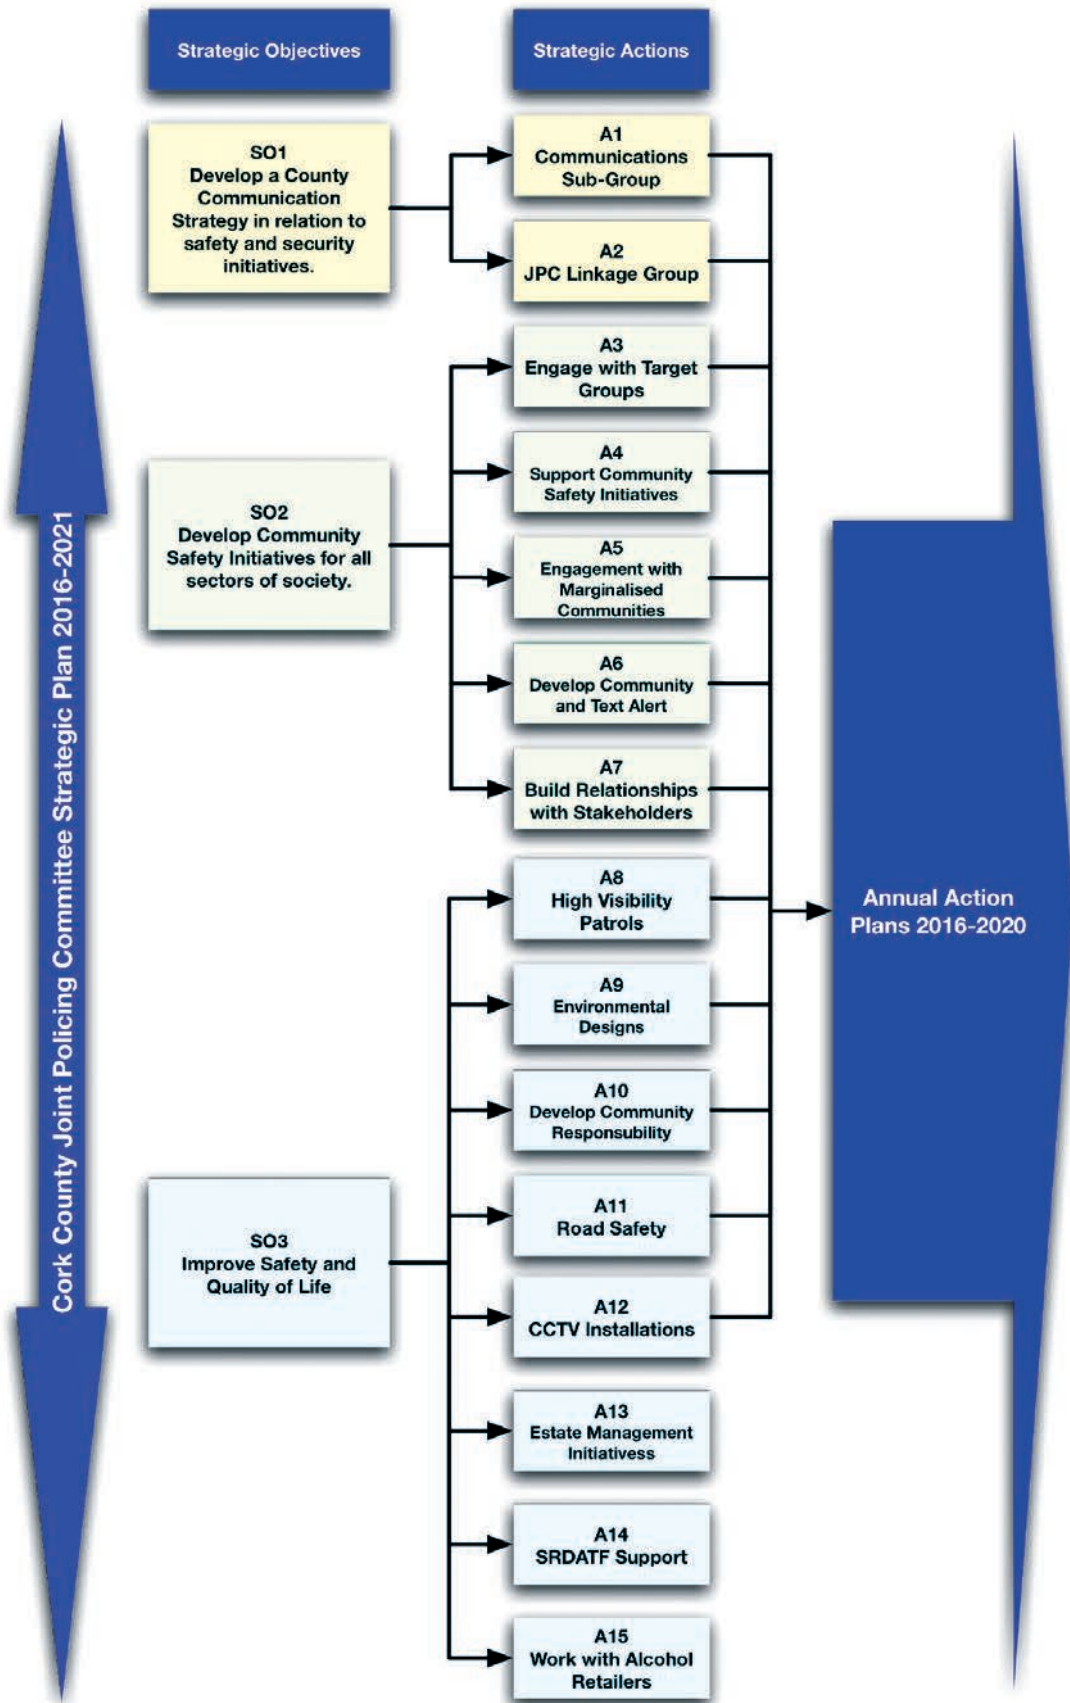 Strategic Objectives
Strategic Actions
Cork County Joint Policing Committee Strategic Plan 2016-2021
SO1
Develop a County
Communication
Strategy in relation to
safety and security
initiatives.
A1
Communications
Sub-Group
A2
JPC Linkage Group
SO2
Develop Community
Safety Initiatives for all
sectors of society.
A3
Engage with Target
Groups
A4
Support Community
Safety Initiatives
A5
Engagement with
Marginalised
Communities
A6
Develop Community
and Text Alert
A7
Build Relationships
with Stakeholders
SO3
Improve Safety and
Quality of Life
A8
High Visibility
Patrols
A9
Environmental
Designs
A10
Develop Community
Responsubility
A11
Road Safety
A12
CCTV Installations
A13
Estate Management
Initiativess
A14
SRDATF Support
A15
Work with Alcohol
Retailers
Annual Action
Plans 2016-2020